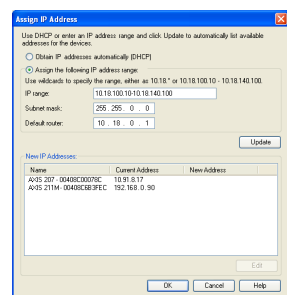 Assign IP Address
Use DHCP or enter an IP address range and click Update to automatically list available
addresses for the devices.
Obtain IP addresses automatically (DHCP)
Assign the following IP address range:
Use wildcards to specify the range, either as 10.18.* or 10.18.100.10 - 10.18.140.100.
IP range: 10.18.100.10-10.18.140.100
Subnet mask: 255. 255. 0 . 0
Default router: 10 . 18 . 0 . 1
Update
New IP Addresses:
Name Current Address New Address
AXIS 207 - 00408C00078C 10.91.8.17
AXIS 211M - 00408C6B3FEC 192.168.0.90
Edit
OK Cancel Help